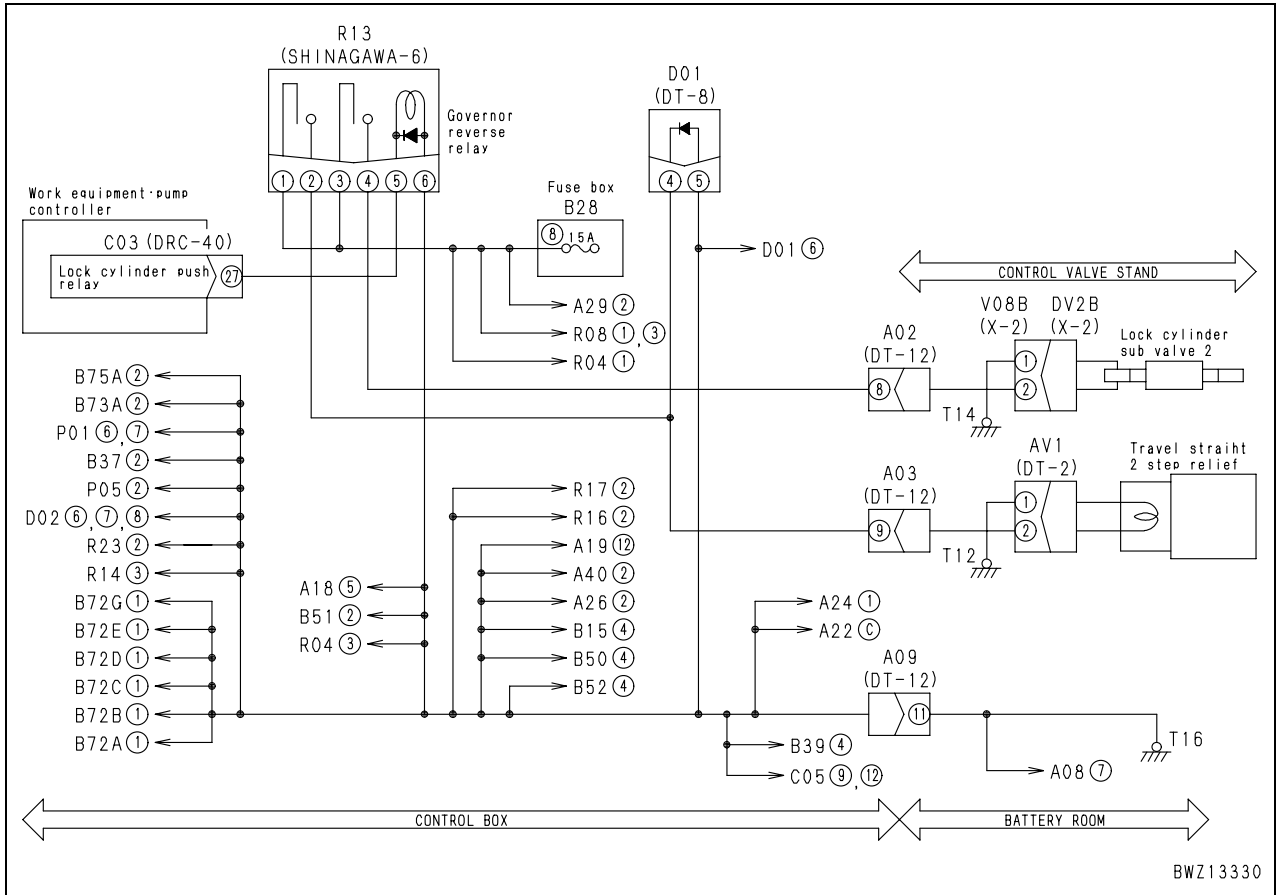 R13
(SHINAGAWA-6)
Governor
reverse
relay
① ② ③ ④ ⑤ ⑥
D01
(DT-8)
④ ⑤
Work equipment·pump
controller
C03 (DRC-40)
Lock cylinder push
relay
㉗
Fuse box
B28
⑧ 15A
D01 ⑥
A29 ②
R08 ①, ③
R04 ①
CONTROL VALVE STAND
V08B
(X-2)
DV2B
(X-2)
Lock cylinder
sub valve 2
① ②
A02
(DT-12)
⑧
T14
AV1
(DT-2)
Travel straiht
2 step relief
① ②
A03
(DT-12)
⑨
T12
B75A ②
B73A ②
P01 ⑥, ⑦
B37 ②
P05 ②
D02 ⑥, ⑦, ⑧
R23 ②
R14 ③
B72G ①
B72E ①
B72D ①
B72C ①
B72B ①
B72A ①
A18 ⑤
B51 ②
R04 ③
R17 ②
R16 ②
A19 ⑫
A40 ②
A26 ②
B15 ④
B50 ④
B52 ④
A24 ①
A22 Ⓒ
A09
(DT-12)
⑪
B39 ④
C05 ⑨, ⑫
A08 ⑦
T16
CONTROL BOX
BATTERY ROOM
BWZ13330